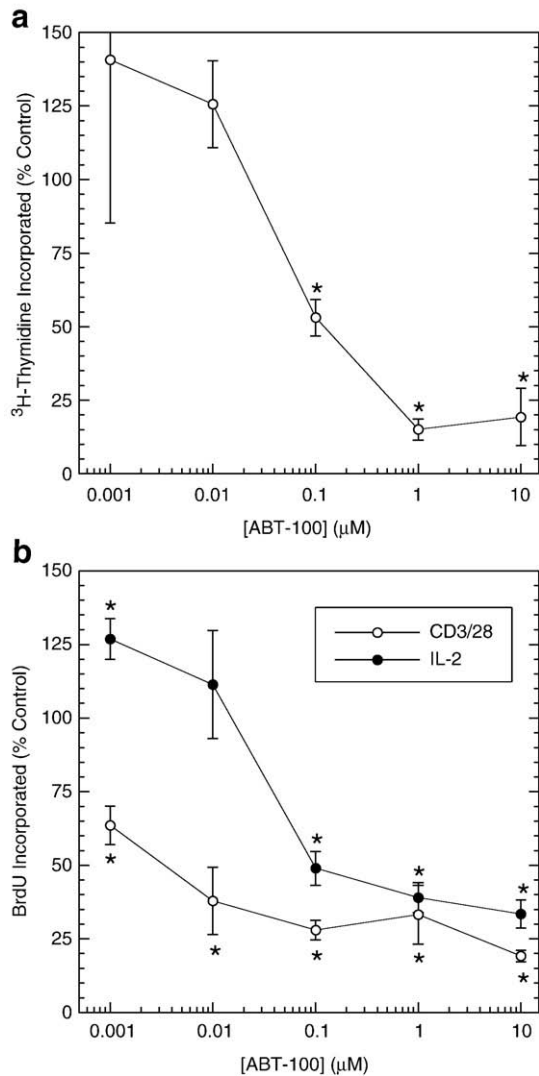 a
³H-Thymidine Incorporated (% Control)
150
125
100
75
50
25
0
*
*
*
0.001 0.01 0.1 1 10
[ABT-100] (μM)
b
BrdU Incorporated (% Control)
150
125
100
75
50
25
0
CD3/28
IL-2
*
* * *
*
* * * *
0.001 0.01 0.1 1 10
[ABT-100] (μM)